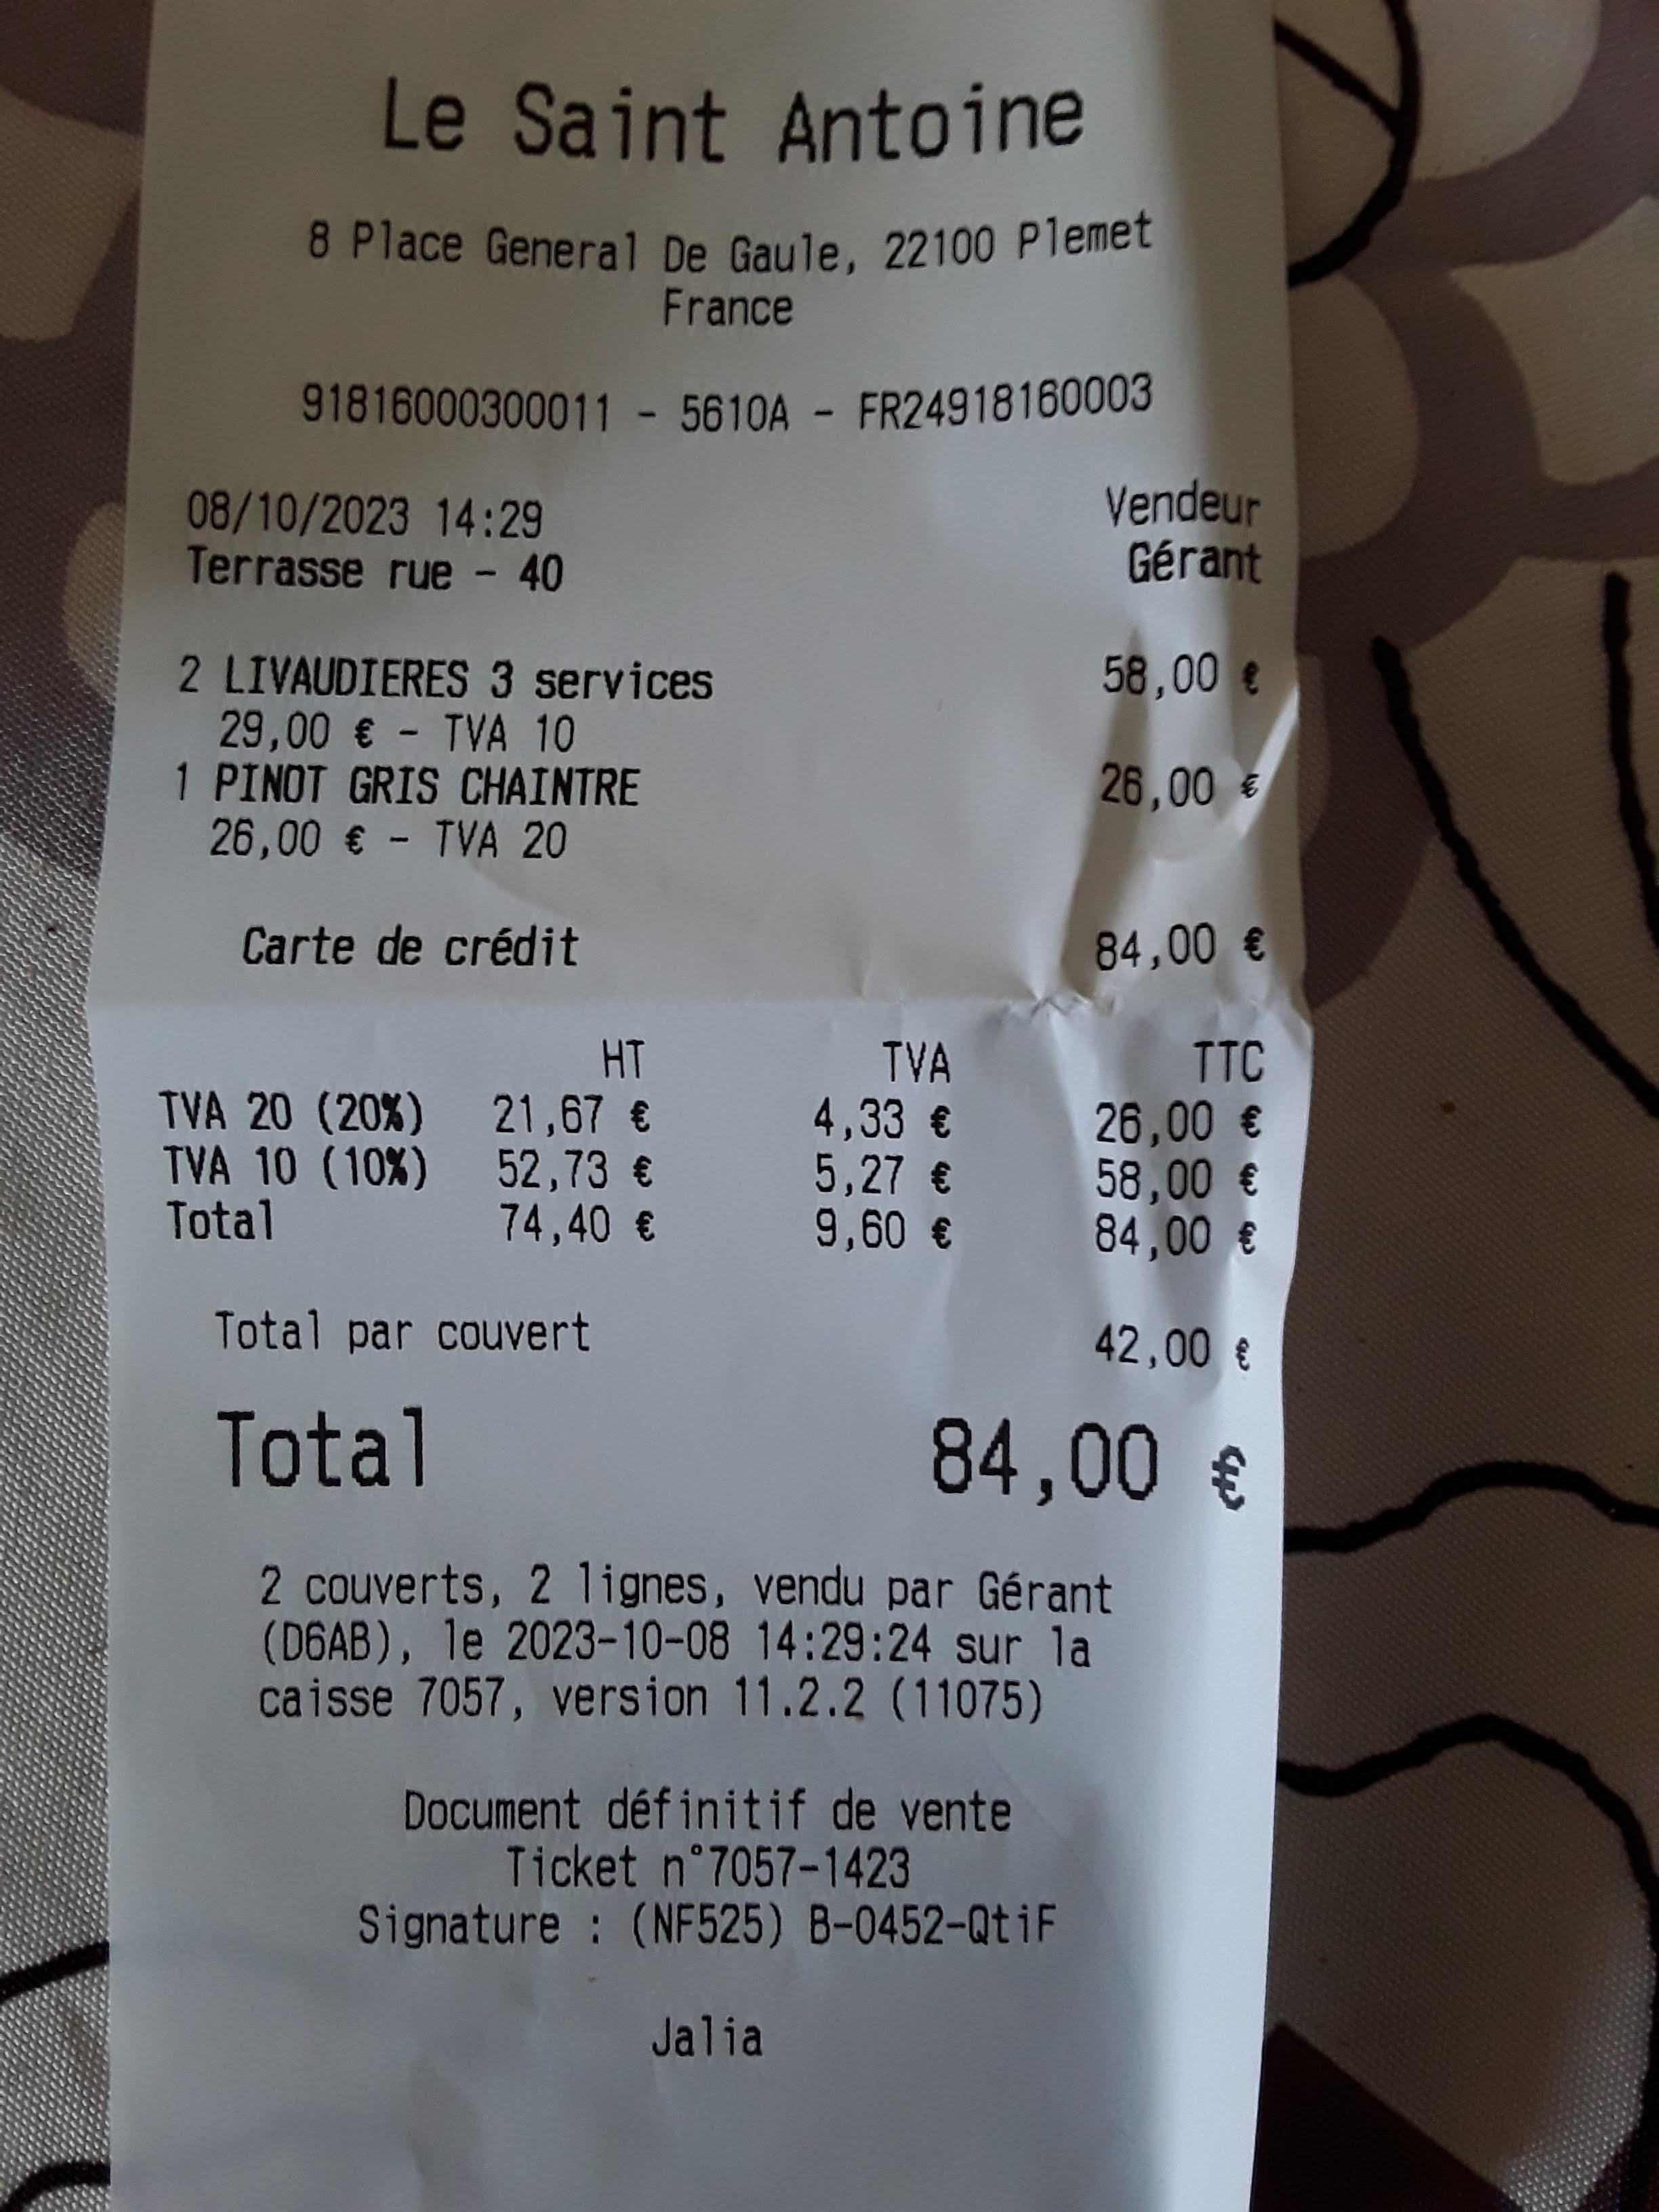 Le Saint Antoine
8 Place General De Gaule, 22100 Plemet
France
91816000300011 - 5610A - FR24918160003
08/10/2023 14:29 Vendeur
Terrasse rue - 40 Gérant
2 LIVAUDIERES 3 services 58,00 €
29,00 € - TVA 10
1 PINOT GRIS CHAINTRE 26,00 €
26,00 € - TVA 20
Carte de crédit 84,00 €
HT TVA TTC
TVA 20 (20%) 21,67 € 4,33 € 26,00 €
TVA 10 (10%) 52,73 € 5,27 € 58,00 €
Total 74,40 € 9,60 € 84,00 €
Total par couvert 42,00 €
Total 84,00 €
2 couverts, 2 lignes, vendu par Gérant
(D6AB), le 2023-10-08 14:29:24 sur la
caisse 7057, version 11.2.2 (11075)
Document définitif de vente
Ticket n°7057-1423
Signature : (NF525) B-0452-QtiF
Jalia